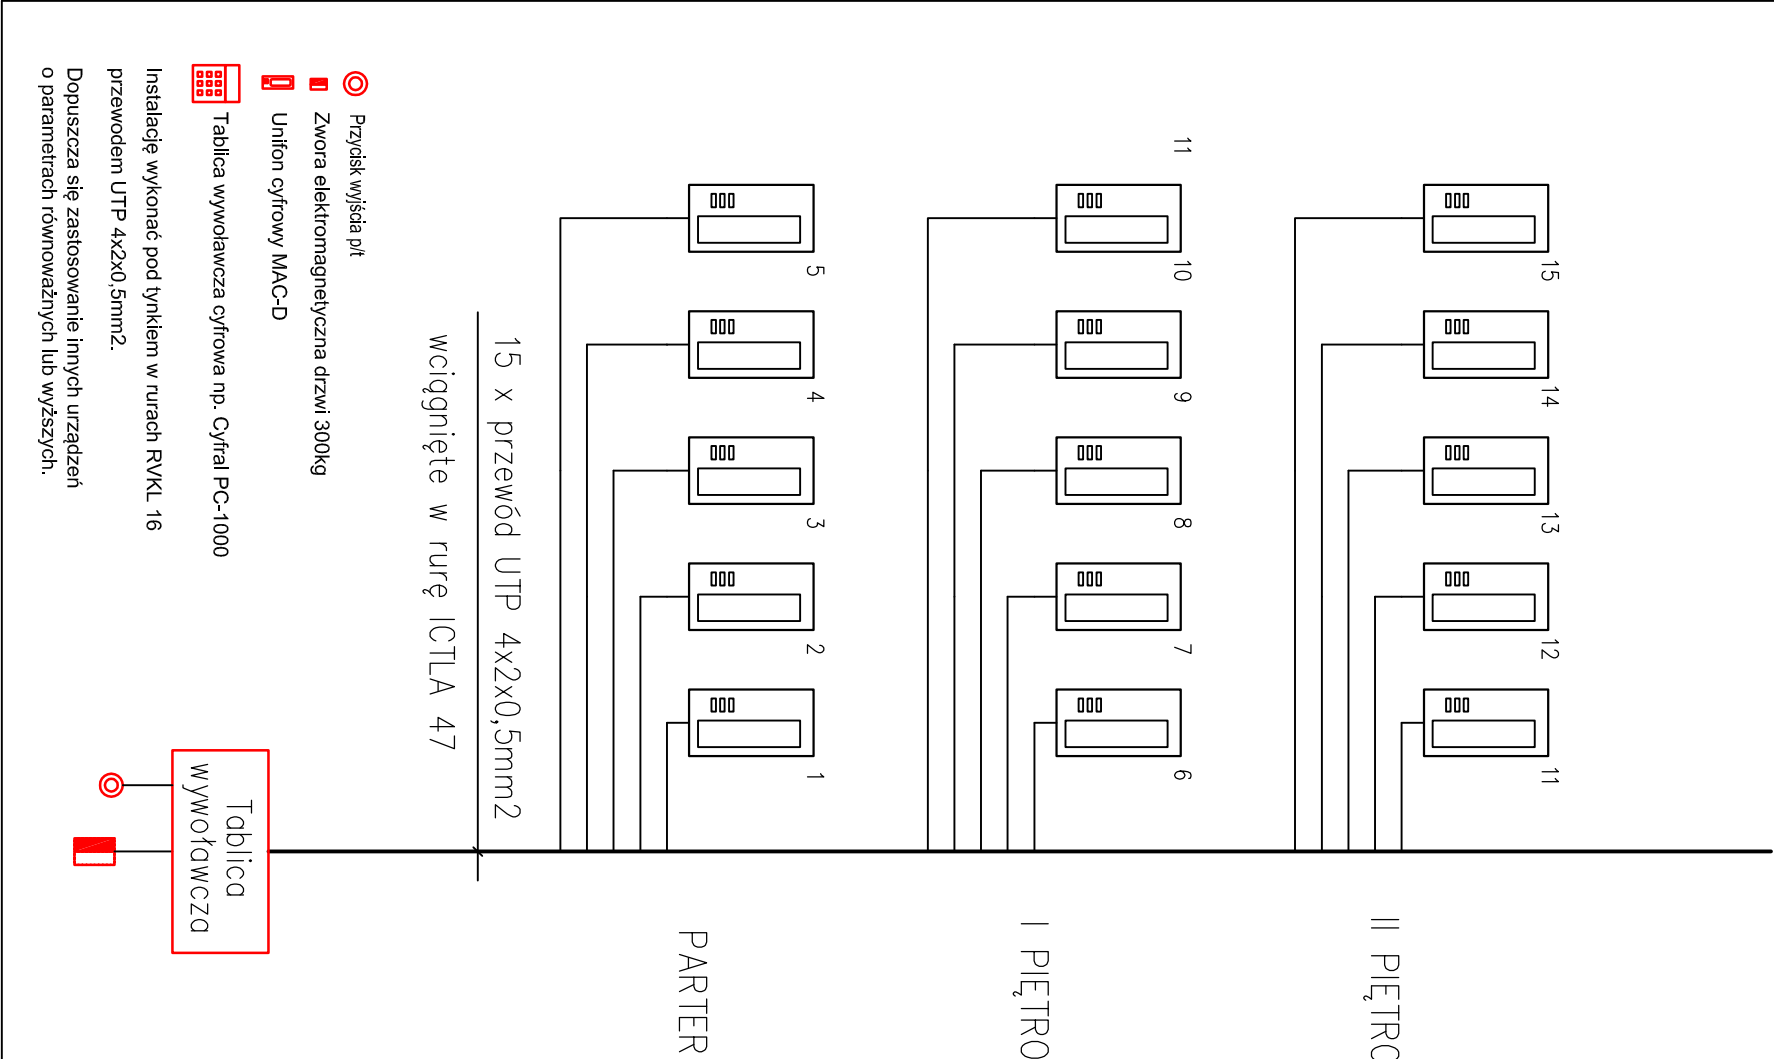 II PIĘTRO
15
14
13
12
11
I PIĘTRO
11
10
9
8
7
6
PARTER
5
4
3
2
1
15 x przewód UTP 4x2x0,5mm2
wciągnięte w rurę ICTLA 47
Tablica
wywoławcza
Przycisk wyjścia p/t
Zwora elektromagnetyczna drzwi 300kg
Unifon cyfrowy MAC-D
Tablica wywoławcza cyfrowa np. Cyfral PC-1000
Instalację wykonać pod tynkiem w rurach RVKL 16
przewodem UTP 4x2x0,5mm2.
Dopuszcza się zastosowanie innych urządzeń
o parametrach równoważnych lub wyższych.